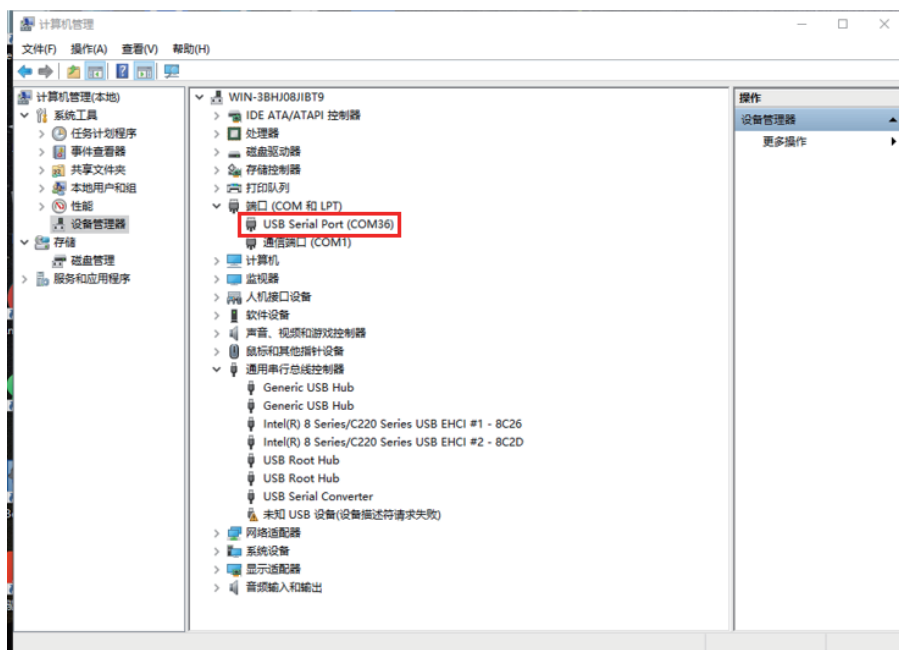 计算机管理
文件(F) 操作(A) 查看(V) 帮助(H)
计算机管理(本地)
系统工具
任务计划程序
事件查看器
共享文件夹
本地用户和组
性能
设备管理器
存储
磁盘管理
服务和应用程序
WIN-3BHJ08JIBT9
IDE ATA/ATAPI 控制器
处理器
磁盘驱动器
存储控制器
打印队列
端口 (COM 和 LPT)
USB Serial Port (COM36)
通信端口 (COM1)
计算机
监视器
人机接口设备
软件设备
声音、视频和游戏控制器
鼠标和其他指针设备
通用串行总线控制器
Generic USB Hub
Generic USB Hub
Intel(R) 8 Series/C220 Series USB EHCI #1 - 8C26
Intel(R) 8 Series/C220 Series USB EHCI #2 - 8C2D
USB Root Hub
USB Root Hub
USB Serial Converter
未知 USB 设备(设备描述符请求失败)
网络适配器
系统设备
显示适配器
音频输入和输出
操作
设备管理器
更多操作